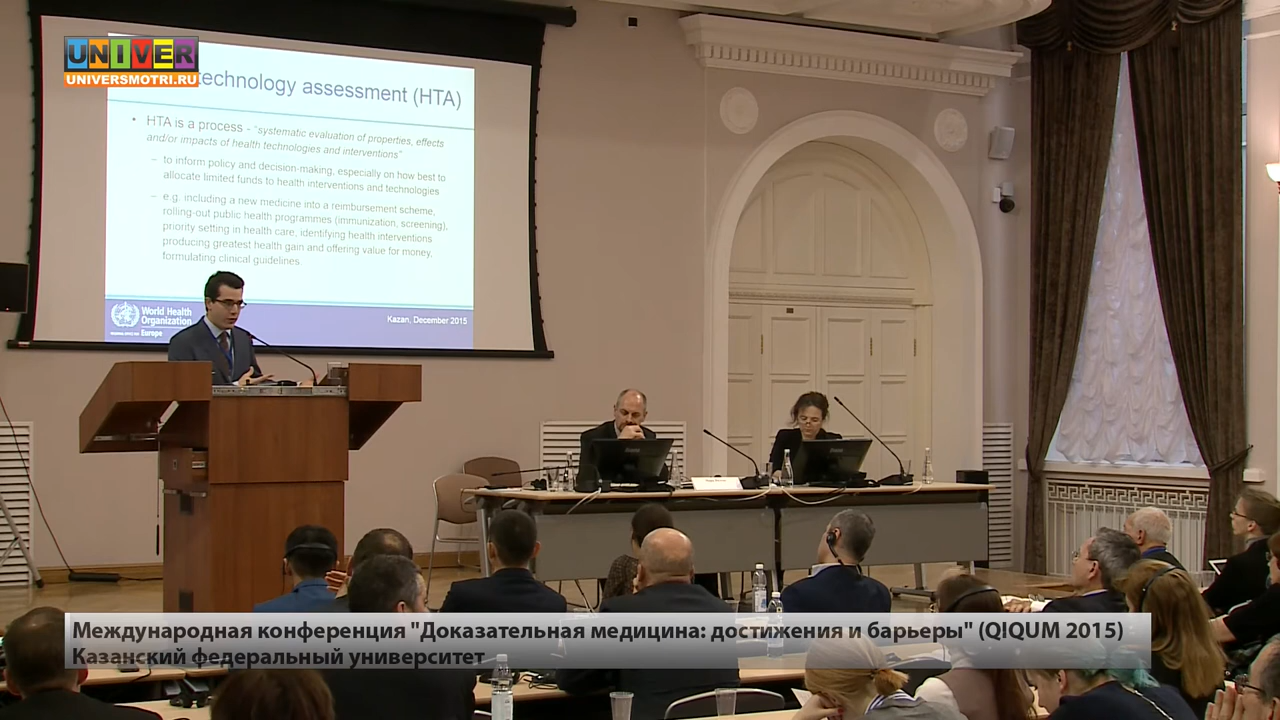 UNIVER
UNIVERSMOTRI.RU
technology assessment (HTA)
• HTA is a process - "systematic evaluation of properties, effects
and/or impacts of health technologies and interventions"
– to inform policy and decision-making, especially on how best to
allocate limited funds to health interventions and technologies
– e.g. including a new medicine into a reimbursement scheme,
rolling-out public health programmes (immunization, screening),
priority setting in health care, identifying health interventions
producing greatest health gain and offering value for money,
formulating clinical guidelines.
World Health
Organization
Europe
Kazan, December 2015
Международная конференция "Доказательная медицина: достижения и барьеры" (QIQUM 2015)
Казанский федеральный университет